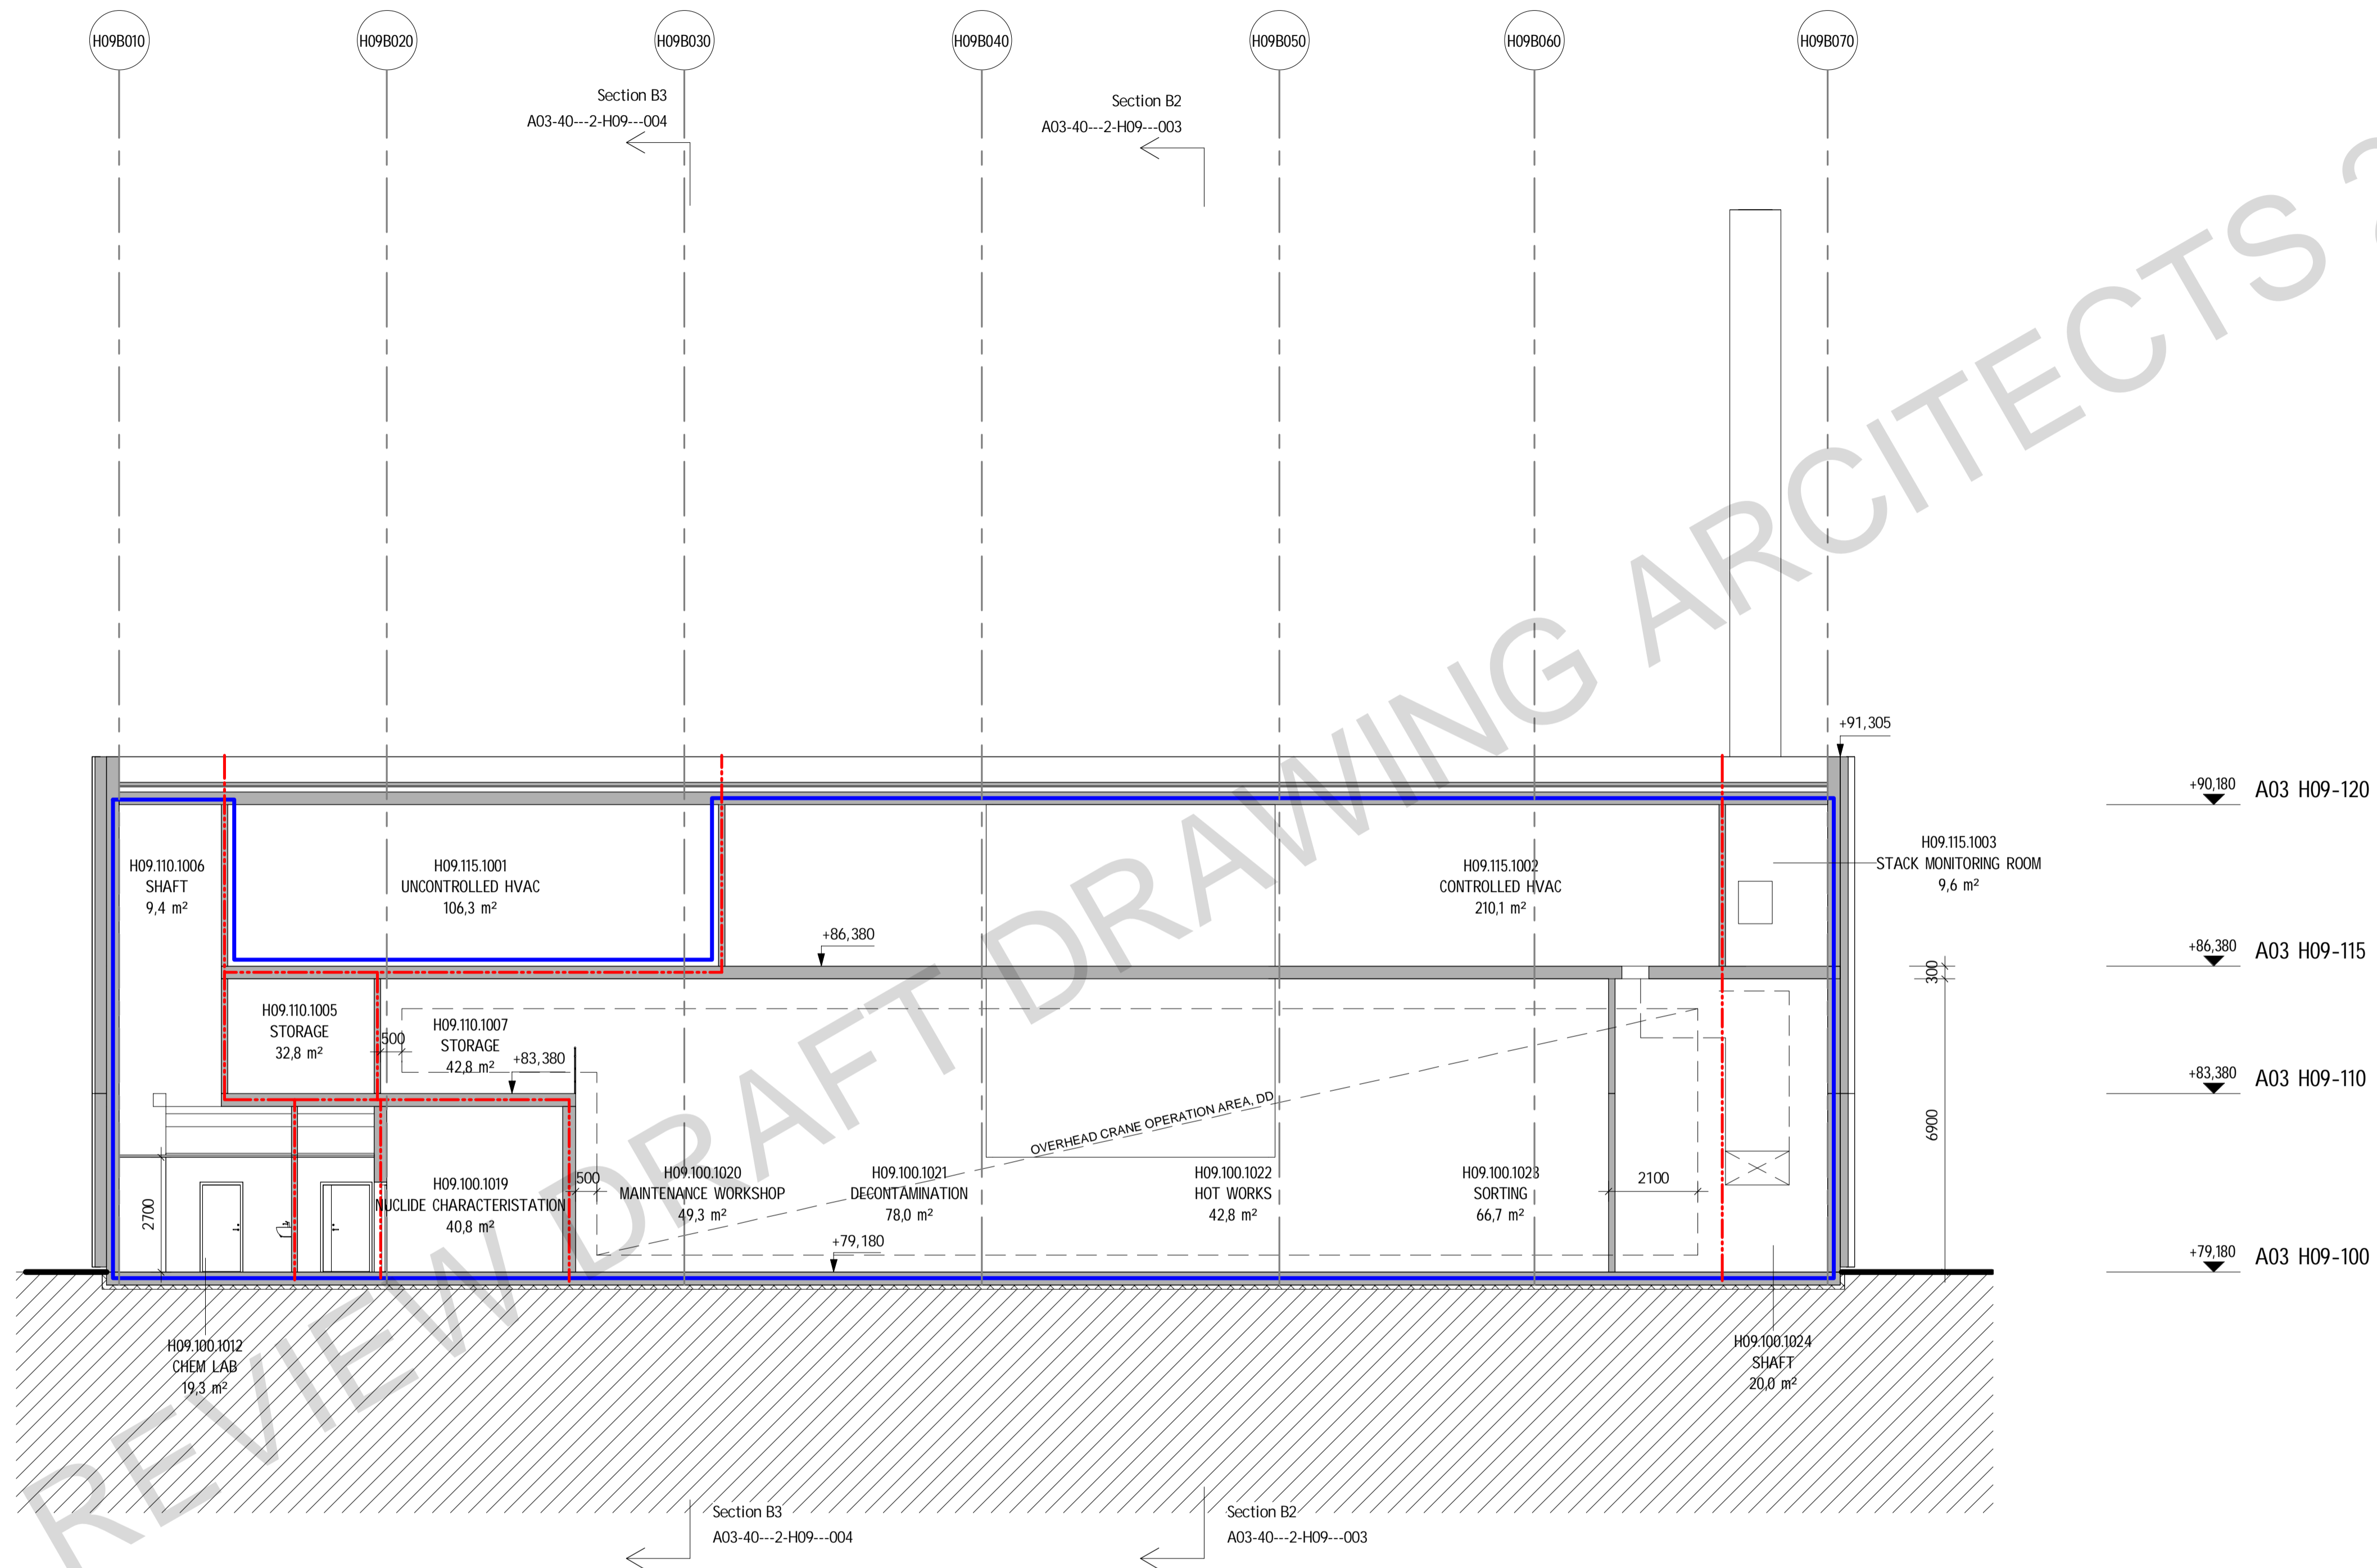 H09B010
H09B020
H09B030
H09B040
H09B050
H09B060
H09B070
Section B3
A03-40---2-H09---004
Section B2
A03-40---2-H09---003
REVIEW DRAFT DRAWING ARCITECTS
+91,305
+90,180 A03 H09-120
H09.110.1006
SHAFT
9,4 m²
H09.115.1001
UNCONTROLLED HVAC
106,3 m²
H09.115.1002
CONTROLLED HVAC
210,1 m²
H09.115.1003
STACK MONITORING ROOM
9,6 m²
+86,380
+86,380 A03 H09-115
300
H09.110.1005
STORAGE
32,8 m²
500
H09.110.1007
STORAGE
42,8 m²
+83,380
+83,380 A03 H09-110
6900
OVERHEAD CRANE OPERATION AREA, DD
2700
H09.100.1019
NUCLIDE CHARACTERISTATION
40,8 m²
500
H09.100.1020
MAINTENANCE WORKSHOP
49,3 m²
H09.100.1021
DECONTAMINATION
78,0 m²
H09.100.1022
HOT WORKS
42,8 m²
H09.100.1023
SORTING
66,7 m²
2100
+79,180
+79,180 A03 H09-100
H09.100.1012
CHEM LAB
19,3 m²
H09.100.1024
SHAFT
20,0 m²
Section B3
A03-40---2-H09---004
Section B2
A03-40---2-H09---003